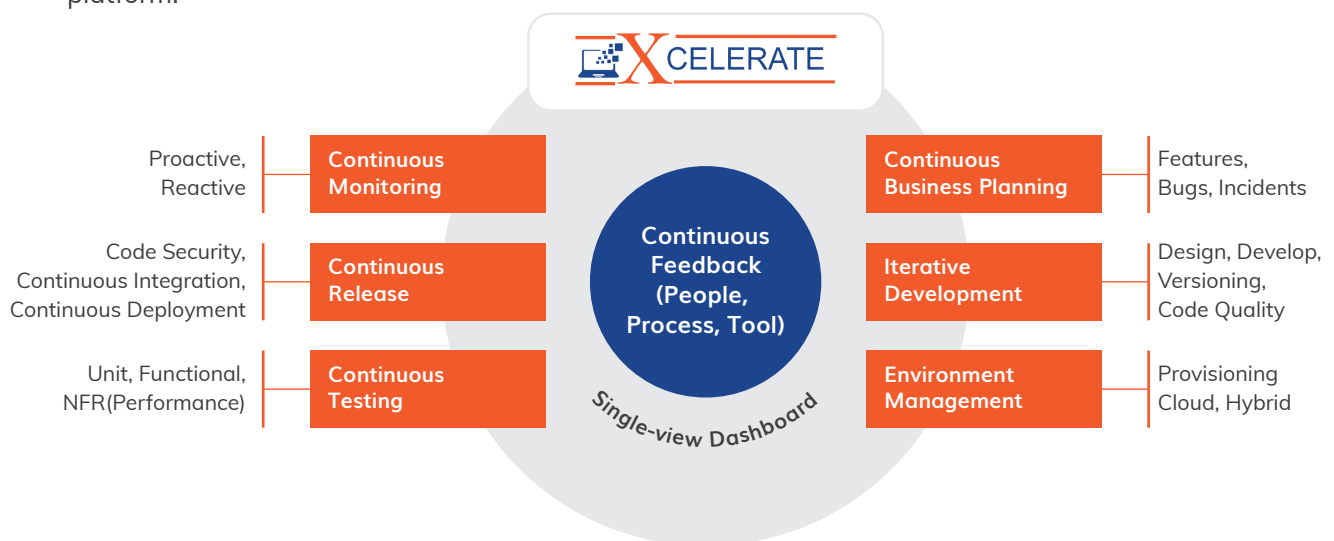 platform.
XCELERATE
Proactive,
Reactive
Continuous
Monitoring
Code Security,
Continuous Integration,
Continuous Deployment
Continuous
Release
Unit, Functional,
NFR(Performance)
Continuous
Testing
Continuous
Feedback
(People,
Process, Tool)
Single-view Dashboard
Continuous
Business Planning
Features,
Bugs, Incidents
Iterative
Development
Design, Develop,
Versioning,
Code Quality
Environment
Management
Provisioning
Cloud, Hybrid